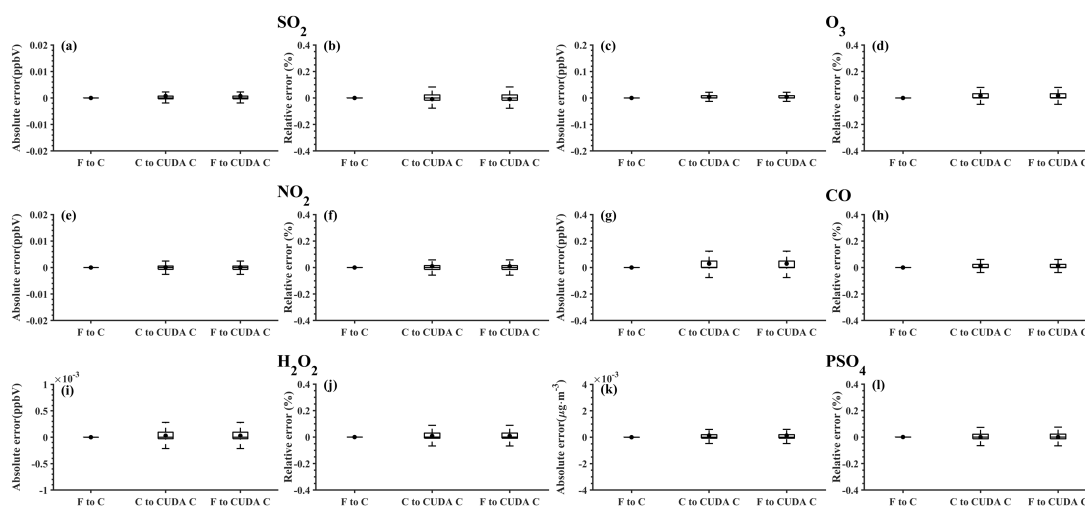 SO2
O3
(a)
Absolute error(ppbV)
0.02
0.01
0
-0.01
-0.02
F to C
C to CUDA C
F to CUDA C
(b)
Relative error (%)
0.4
0.2
0
-0.2
-0.4
F to C
C to CUDA C
F to CUDA C
(c)
Absolute error(ppbV)
0.2
0.1
0
-0.1
-0.2
F to C
C to CUDA C
F to CUDA C
(d)
Relative error (%)
0.4
0.2
0
-0.2
-0.4
F to C
C to CUDA C
F to CUDA C
NO2
CO
(e)
Absolute error(ppbV)
0.02
0.01
0
-0.01
-0.02
F to C
C to CUDA C
F to CUDA C
(f)
Relative error (%)
0.4
0.2
0
-0.2
-0.4
F to C
C to CUDA C
F to CUDA C
(g)
Absolute error(ppbV)
0.4
0.2
0
-0.2
-0.4
F to C
C to CUDA C
F to CUDA C
(h)
Relative error (%)
0.4
0.2
0
-0.2
-0.4
F to C
C to CUDA C
F to CUDA C
H2O2
PSO4
(i)
×10^-3
Absolute error(ppbV)
1
0.5
0
-0.5
-1
F to C
C to CUDA C
F to CUDA C
(j)
Relative error (%)
0.4
0.2
0
-0.2
-0.4
F to C
C to CUDA C
F to CUDA C
(k)
×10^-3
Absolute error(μg·m^-3)
4
2
0
-2
-4
F to C
C to CUDA C
F to CUDA C
(l)
Relative error (%)
0.4
0.2
0
-0.2
-0.4
F to C
C to CUDA C
F to CUDA C